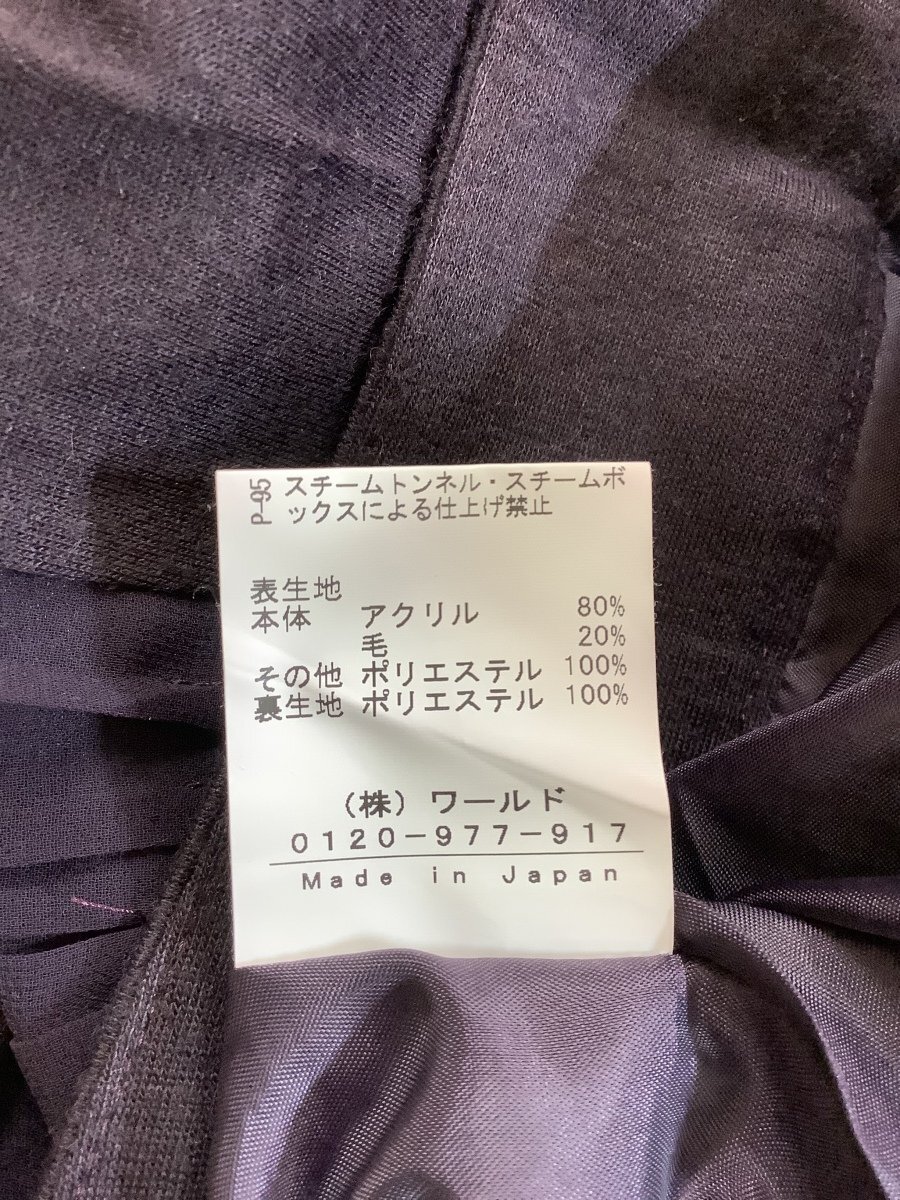 P-95
スチームトンネル・スチームボ
ックスによる仕上げ禁止
表生地
本体 アクリル 80%
毛 20%
その他 ポリエステル 100%
裏生地 ポリエステル 100%
(株)ワールド
0120-977-917
Made in Japan